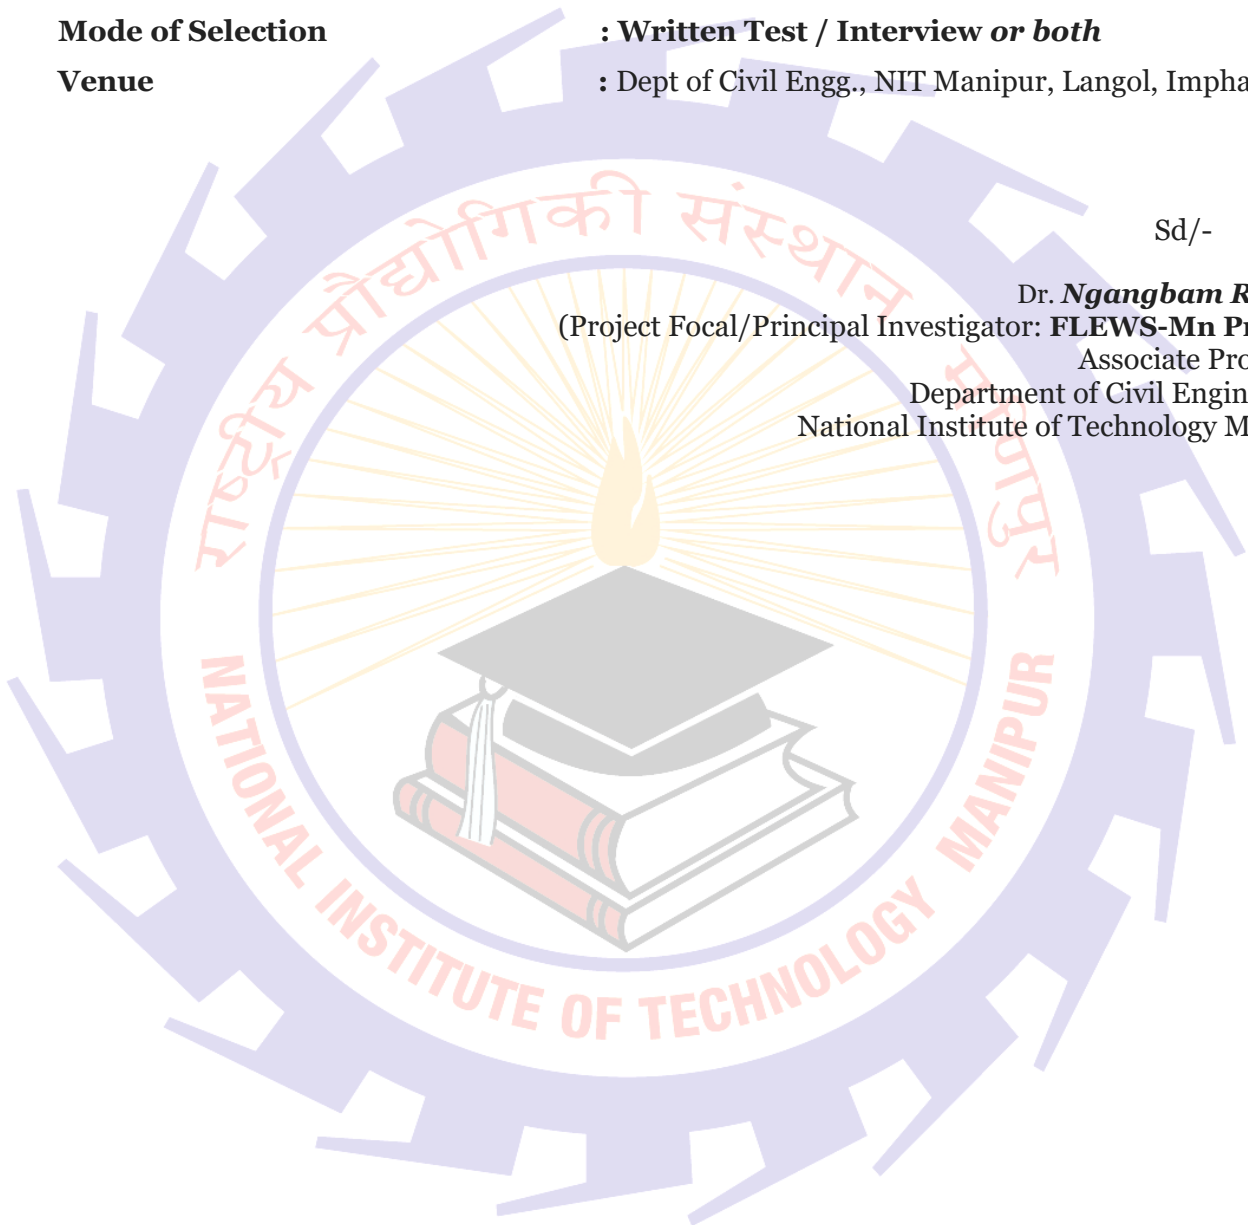 Mode of Selection : Written Test / Interview or both
Venue : Dept of Civil Engg., NIT Manipur, Langol, Impha
Sd/-
Dr. Ngangbam R
(Project Focal/Principal Investigator: FLEWS-Mn Pr
Associate Pro
Department of Civil Engin
National Institute of Technology M
राष्ट्रीय प्रौद्योगिकी संस्थान मणिपुर
NATIONAL INSTITUTE OF TECHNOLOGY MANIPUR